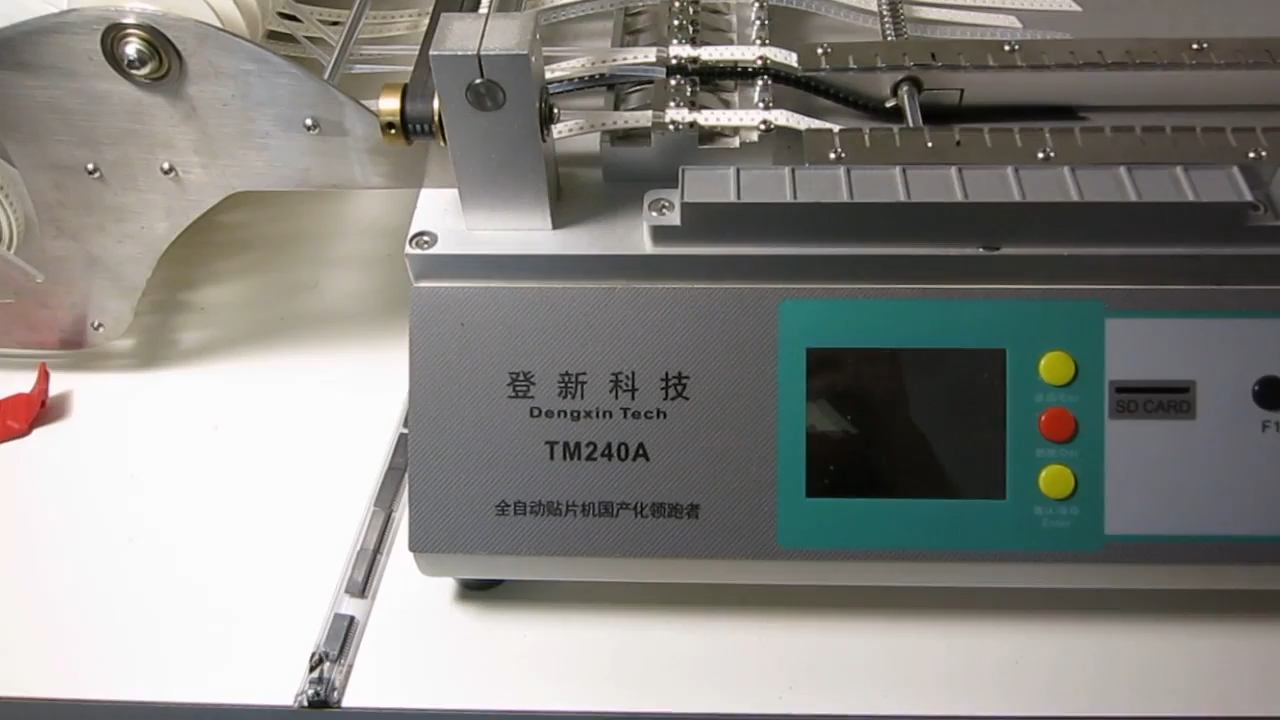 登新科技
Dengxin Tech
TM240A
全自动贴片机国产化领跑者
SD CARD
F1
Enter